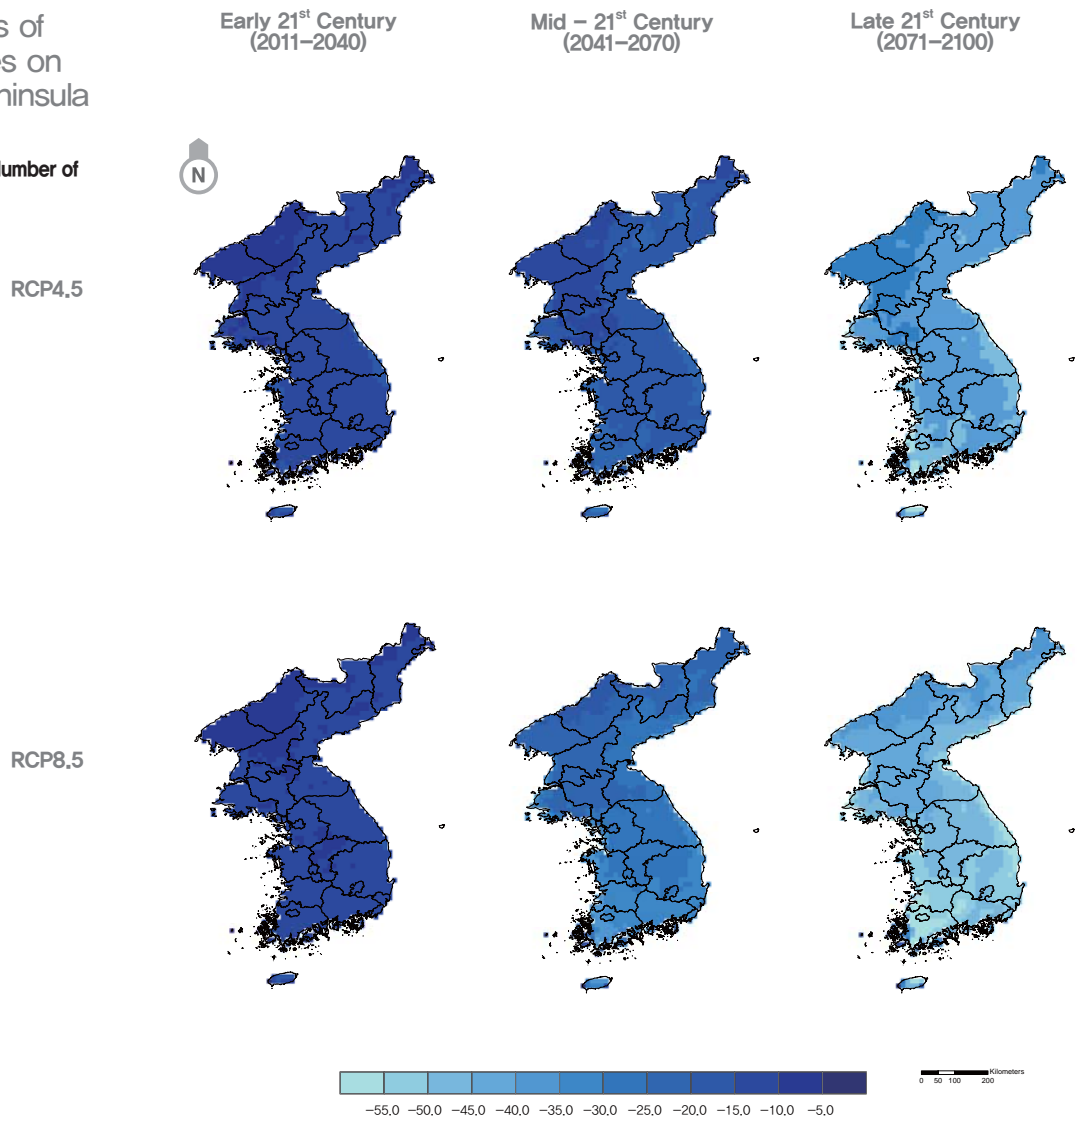 s of
es on
ninsula
Number of
Early 21st Century
(2011–2040)
Mid – 21st Century
(2041–2070)
Late 21st Century
(2071–2100)
N
RCP4.5
RCP8.5
−55.0 −50.0 −45.0 −40.0 −35.0 −30.0 −25.0 −20.0 −15.0 −10.0 −5.0
Kilometers
0 50 100 200